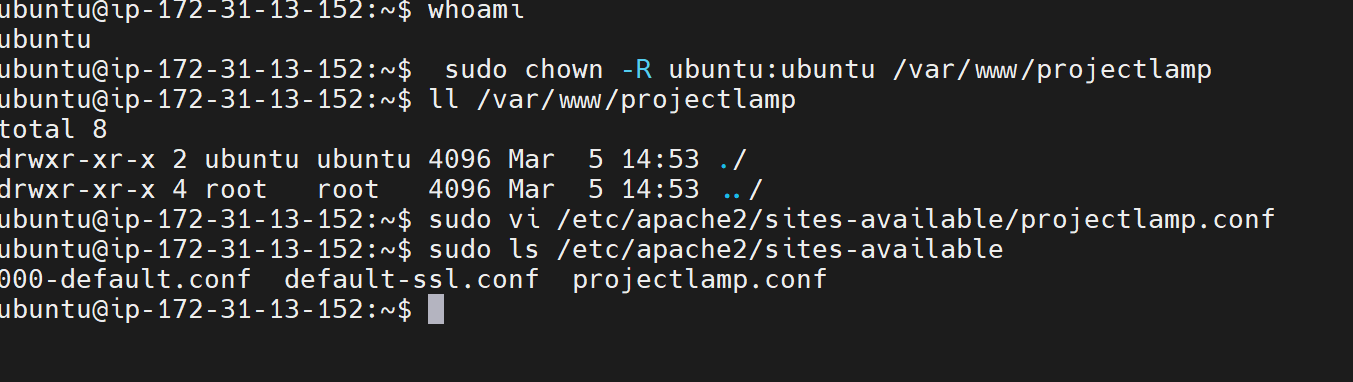 ubuntu@ip-172-31-13-152:~$ whoami
ubuntu
ubuntu@ip-172-31-13-152:~$  sudo chown -R ubuntu:ubuntu /var/www/projectlamp
ubuntu@ip-172-31-13-152:~$ ll /var/www/projectlamp
total 8
drwxr-xr-x 2 ubuntu ubuntu 4096 Mar  5 14:53 ./
drwxr-xr-x 4 root   root   4096 Mar  5 14:53 ../
ubuntu@ip-172-31-13-152:~$ sudo vi /etc/apache2/sites-available/projectlamp.conf
ubuntu@ip-172-31-13-152:~$ sudo ls /etc/apache2/sites-available
000-default.conf  default-ssl.conf  projectlamp.conf
ubuntu@ip-172-31-13-152:~$